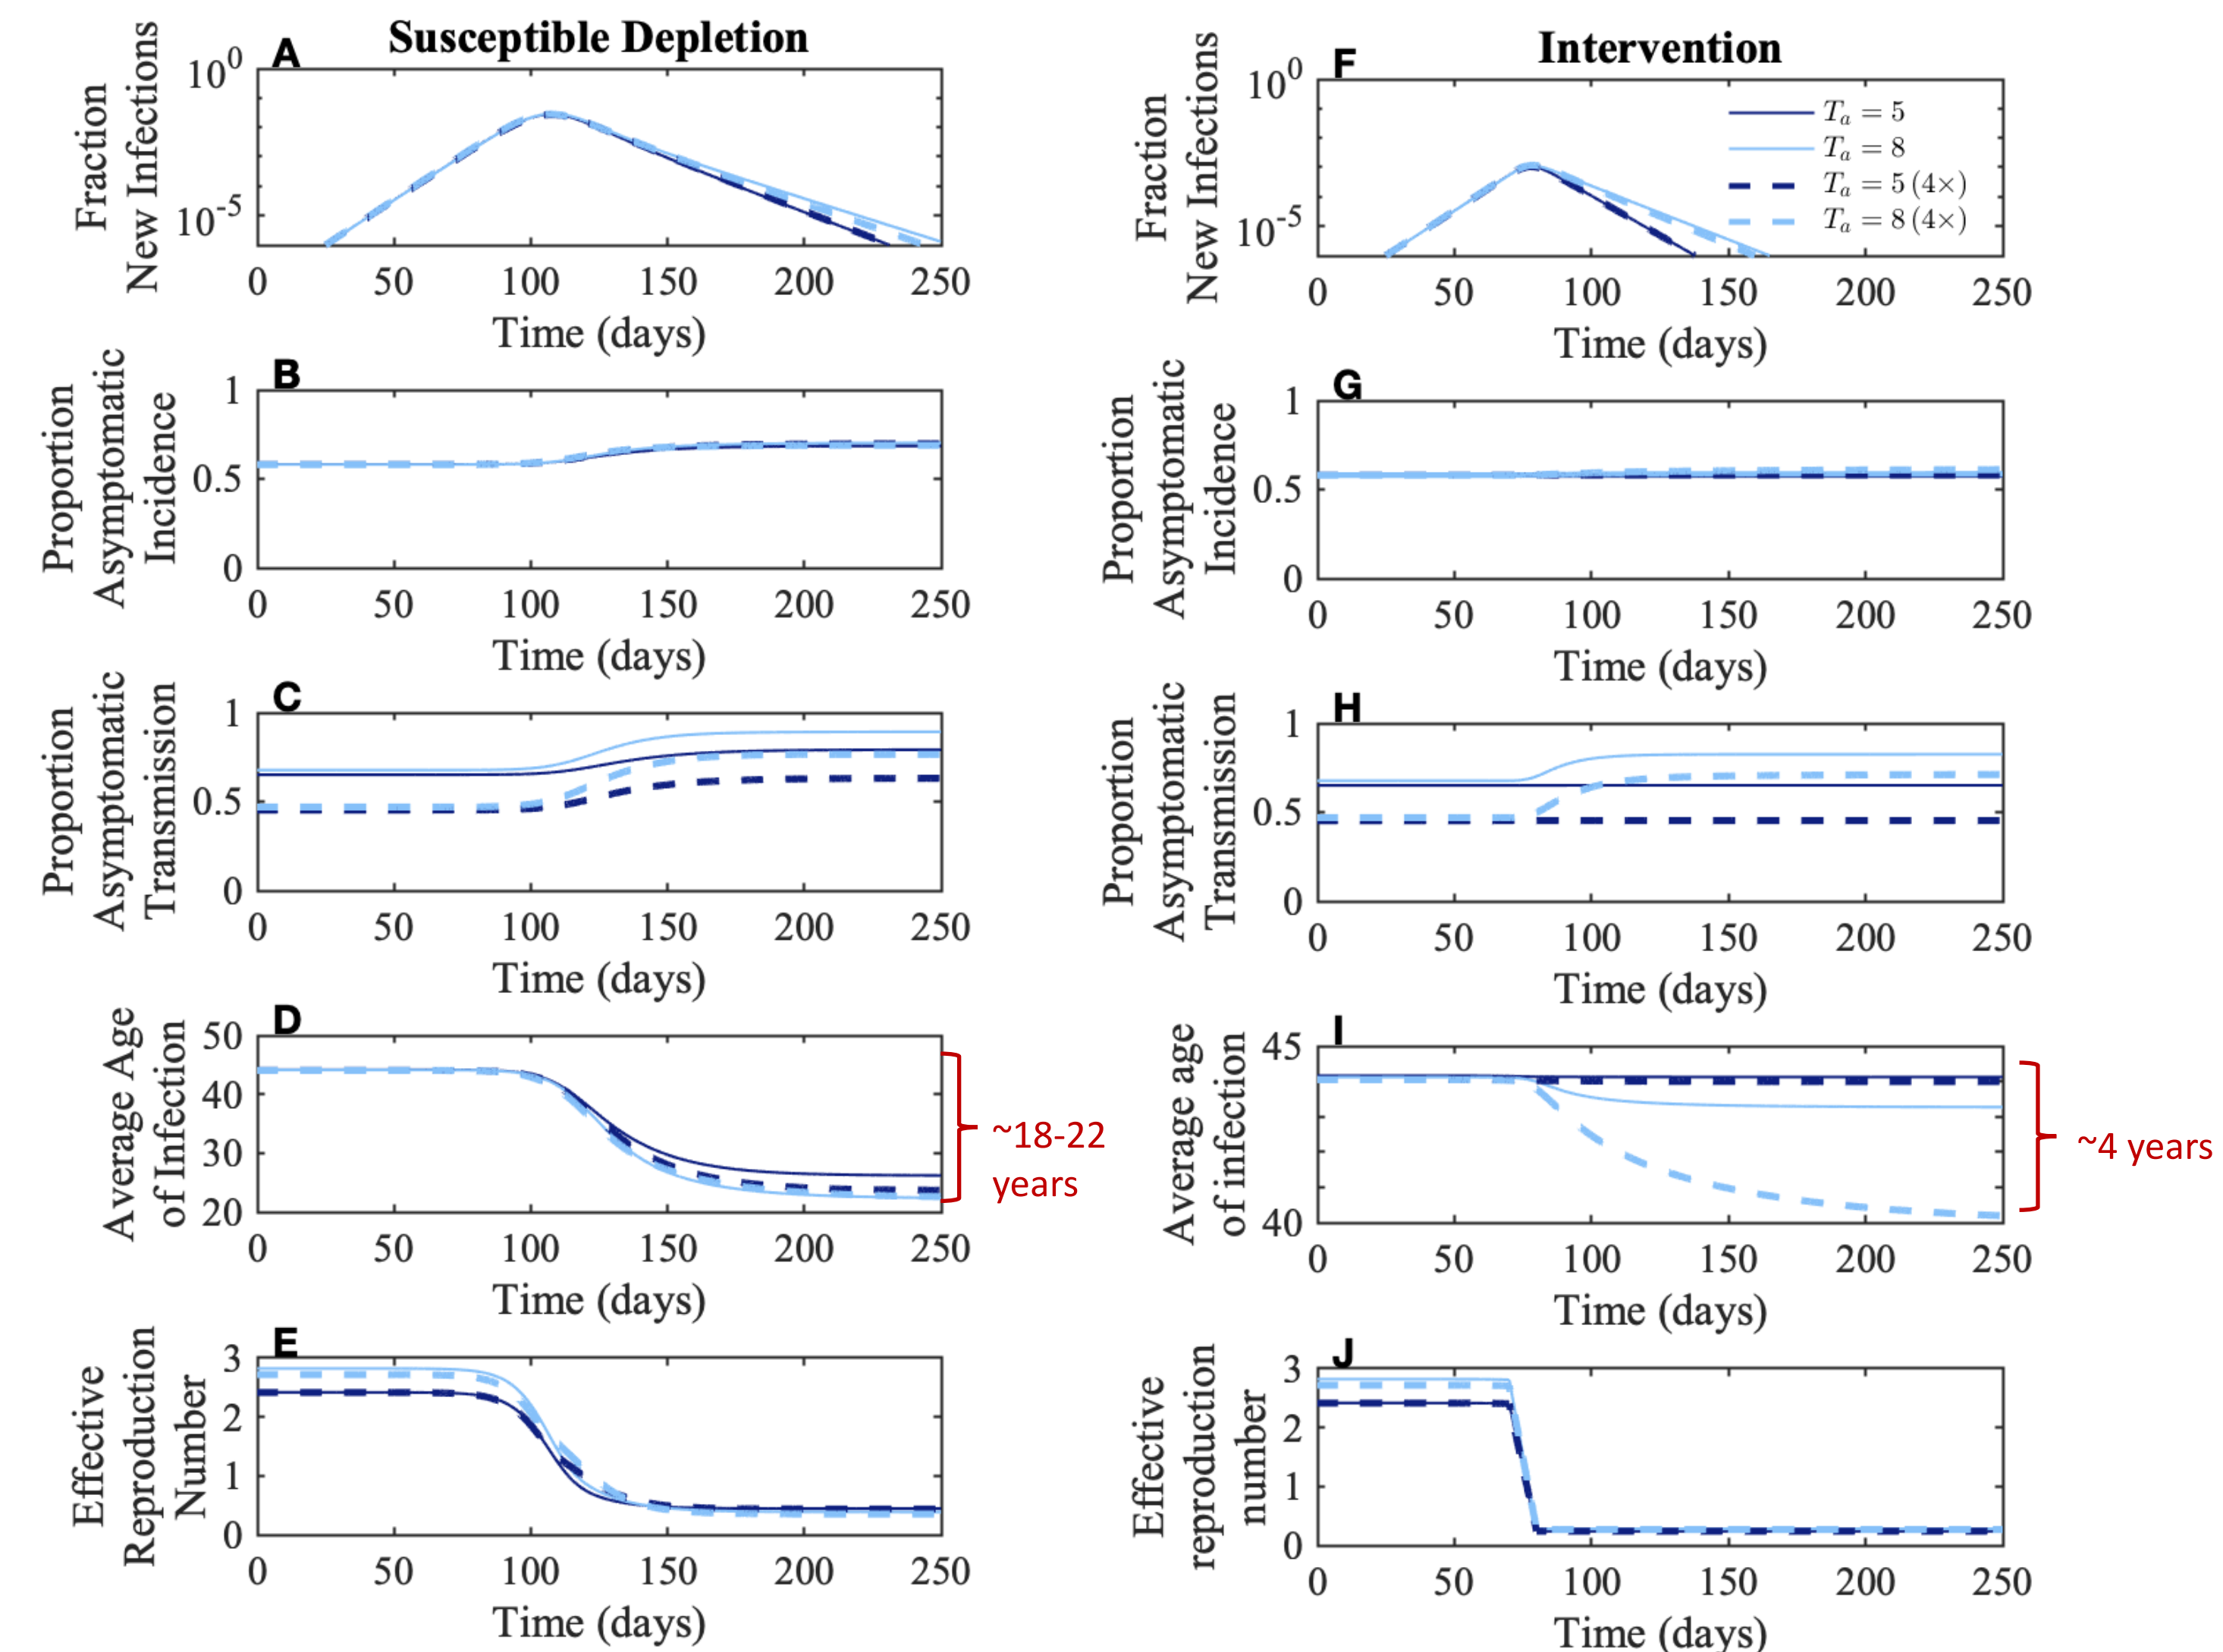 Susceptible Depletion
A
Fraction
New Infections
10^0
10^-5
0 50 100 150 200 250
Time (days)
B
Proportion
Asymptomatic
Incidence
1
0.5
0
0 50 100 150 200 250
Time (days)
C
Proportion
Asymptomatic
Transmission
1
0.5
0
0 50 100 150 200 250
Time (days)
D
Average Age
of Infection
50
40
30
20
0 50 100 150 200 250
Time (days)
~18-22
years
E
Effective
Reproduction
Number
3
2
1
0
0 50 100 150 200 250
Time (days)
Intervention
F
Fraction
New Infections
10^0
10^-5
T_a = 5
T_a = 8
T_a = 5 (4×)
T_a = 8 (4×)
0 50 100 150 200 250
Time (days)
G
Proportion
Asymptomatic
Incidence
1
0.5
0
0 50 100 150 200 250
Time (days)
H
Proportion
Asymptomatic
Transmission
1
0.5
0
0 50 100 150 200 250
Time (days)
I
Average age
of infection
45
40
0 50 100 150 200 250
Time (days)
~4 years
J
Effective
reproduction
number
3
2
1
0
0 50 100 150 200 250
Time (days)